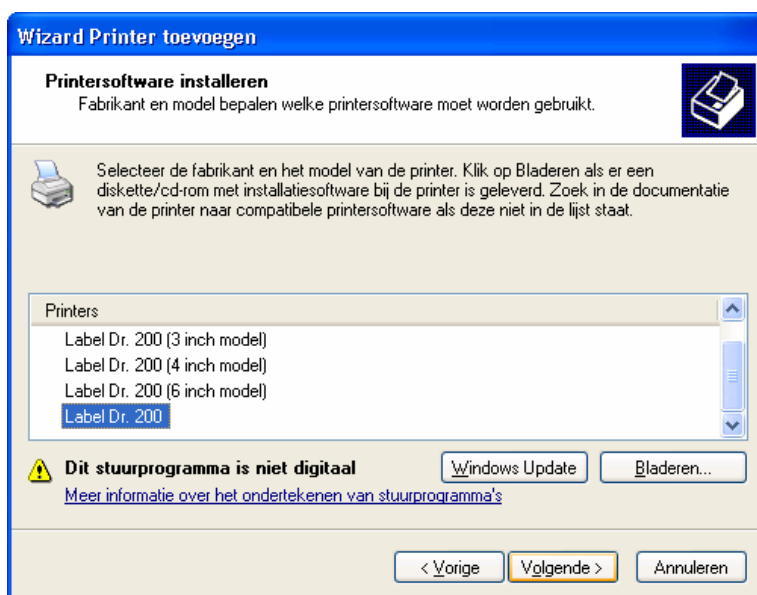 Wizard Printer toevoegen
Printersoftware installeren
Fabrikant en model bepalen welke printersoftware moet worden gebruikt.
Selecteer de fabrikant en het model van de printer. Klik op Bladeren als er een
diskette/cd-rom met installatiesoftware bij de printer is geleverd. Zoek in de documentatie
van de printer naar compatibele printersoftware als deze niet in de lijst staat.
Printers
Label Dr. 200 (3 inch model)
Label Dr. 200 (4 inch model)
Label Dr. 200 (6 inch model)
Label Dr. 200
Dit stuurprogramma is niet digitaal
Windows Update
Bladeren...
Meer informatie over het ondertekenen van stuurprogramma's
< Vorige
Volgende >
Annuleren